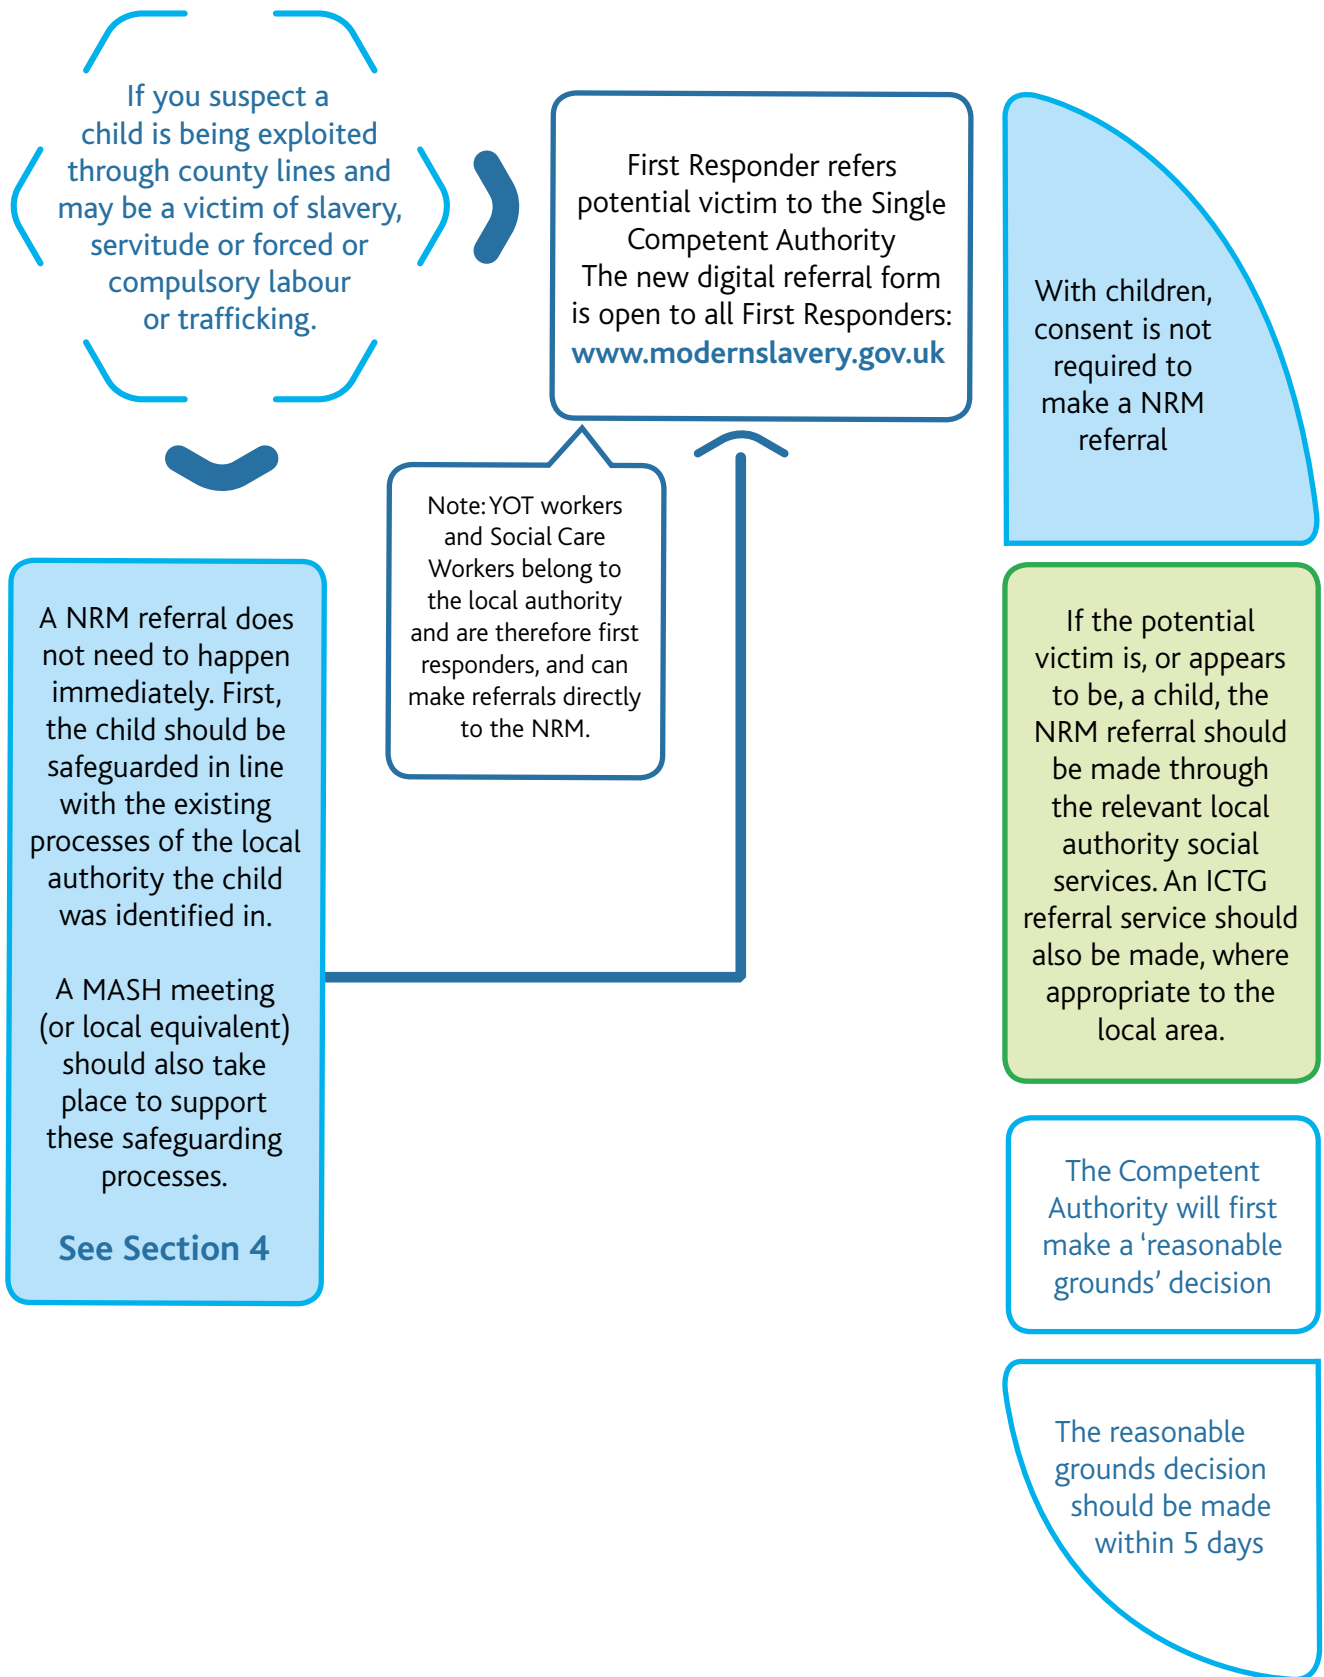 If you suspect a
child is being exploited
through county lines and
may be a victim of slavery,
servitude or forced or
compulsory labour
or trafficking.
First Responder refers
potential victim to the Single
Competent Authority
The new digital referral form
is open to all First Responders:
www.modernslavery.gov.uk
With children,
consent is not
required to
make a NRM
referral
Note: YOT workers
and Social Care
Workers belong to
the local authority
and are therefore first
responders, and can
make referrals directly
to the NRM.
A NRM referral does
not need to happen
immediately. First,
the child should be
safeguarded in line
with the existing
processes of the local
authority the child
was identified in.
A MASH meeting
(or local equivalent)
should also take
place to support
these safeguarding
processes.
See Section 4
If the potential
victim is, or appears
to be, a child, the
NRM referral should
be made through
the relevant local
authority social
services. An ICTG
referral service should
also be made, where
appropriate to the
local area.
The Competent
Authority will first
make a ‘reasonable
grounds’ decision
The reasonable
grounds decision
should be made
within 5 days